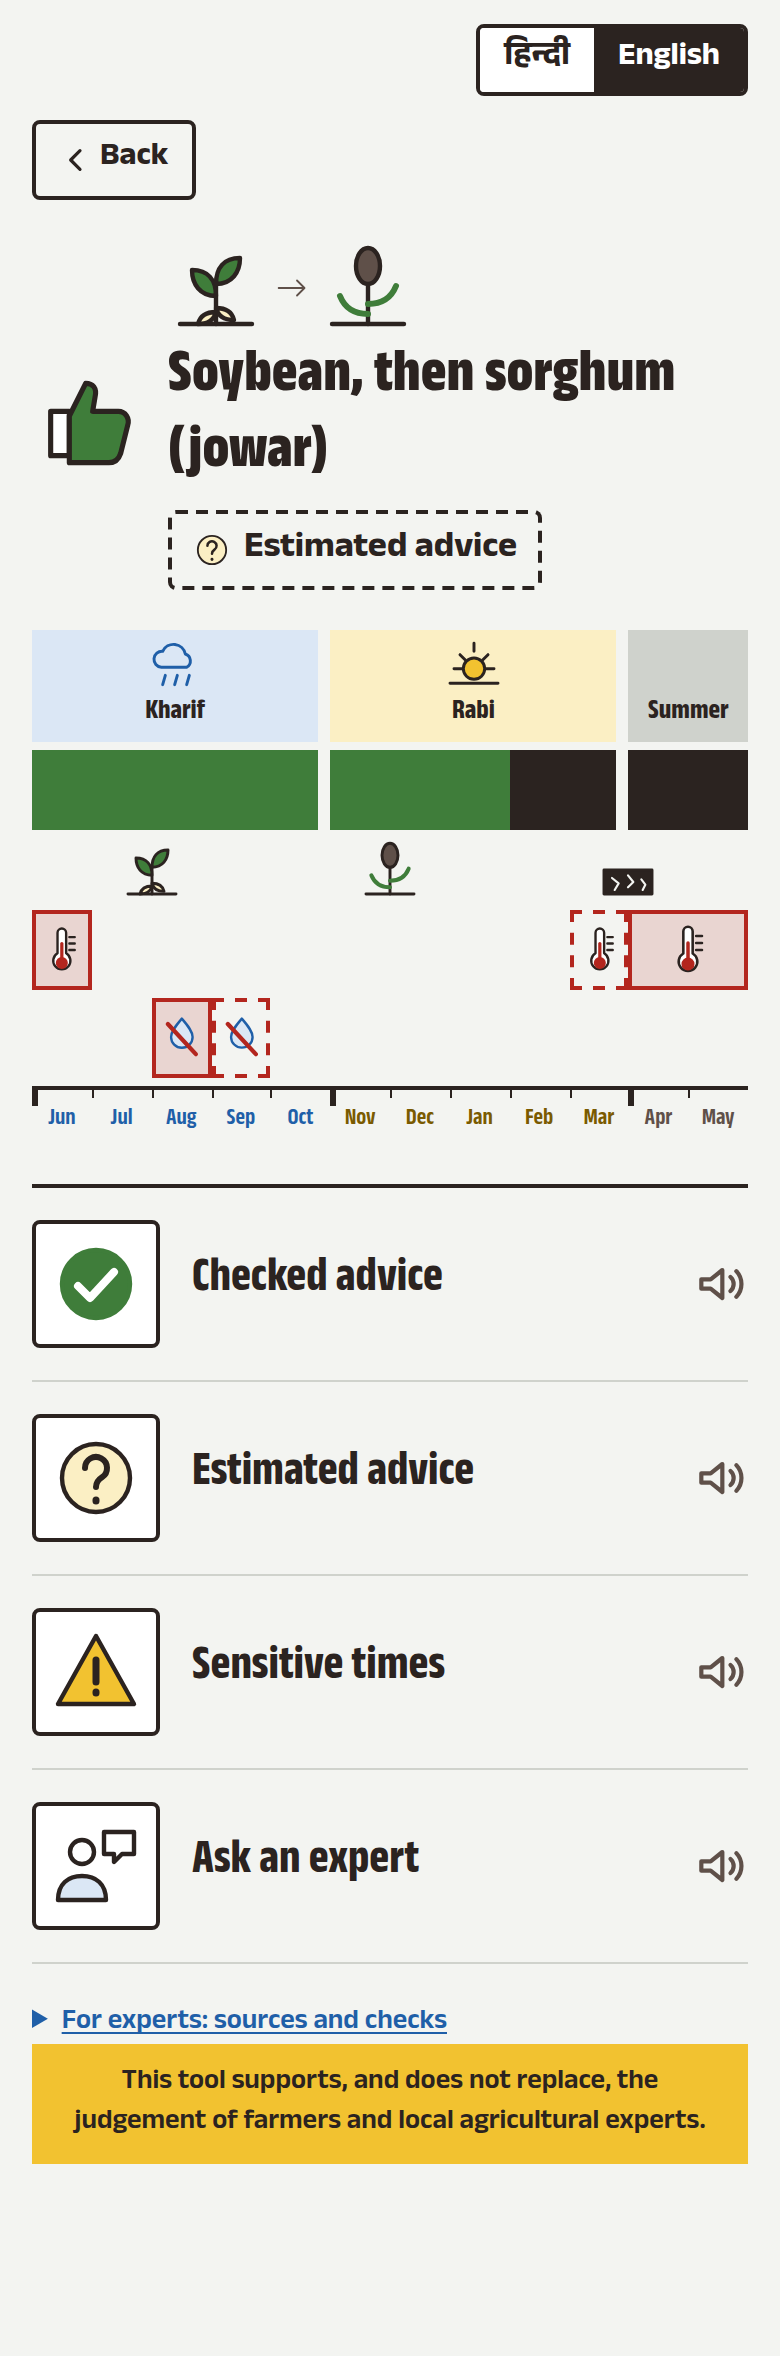 हिन्दी English
Back
Soybean, then sorghum
(jowar)
Estimated advice
Kharif Rabi Summer
Jun Jul Aug Sep Oct Nov Dec Jan Feb Mar Apr May
Checked advice
Estimated advice
Sensitive times
Ask an expert
For experts: sources and checks
This tool supports, and does not replace, the
judgement of farmers and local agricultural experts.